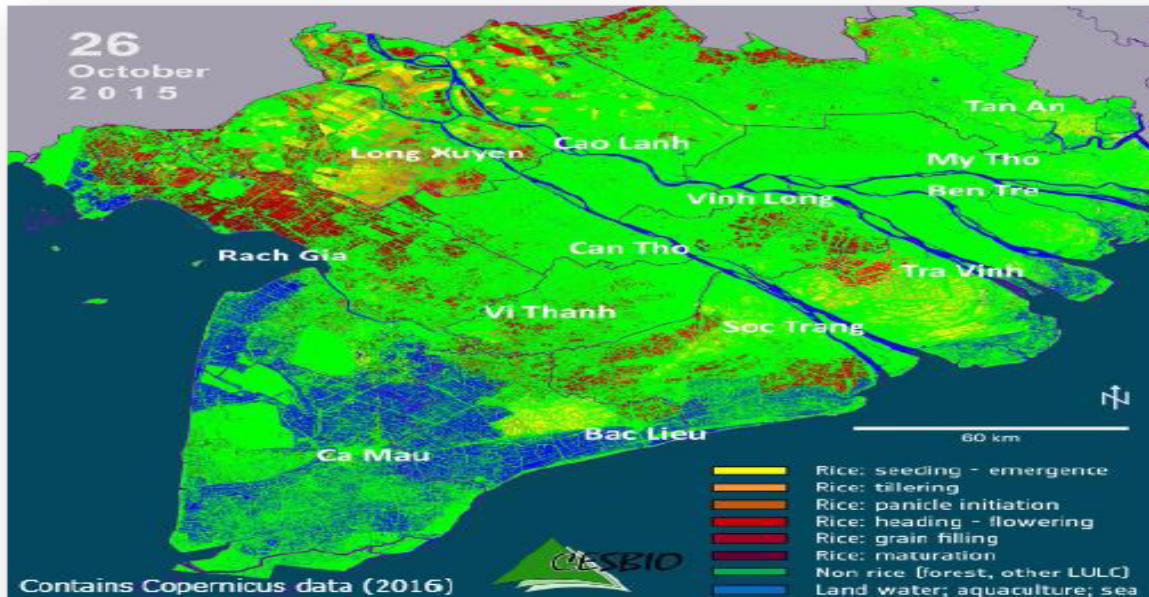 26
October
2015
Tan An
Cao Lanh
Long Xuyen
My Tho
Ben Tre
Vinh Long
Can Tho
Rach Gia
Tra Vinh
Vi Thanh
Soc Trang
N
60 km
Bac Lieu
Ca Mau
Rice: seeding - emergence
Rice: tillering
Rice: panicle initiation
Rice: heading - flowering
Rice: grain filling
Rice: maturation
Non rice (forest, other LULC)
Land water; aquaculture; sea
CESBIO
Contains Copernicus data (2016)